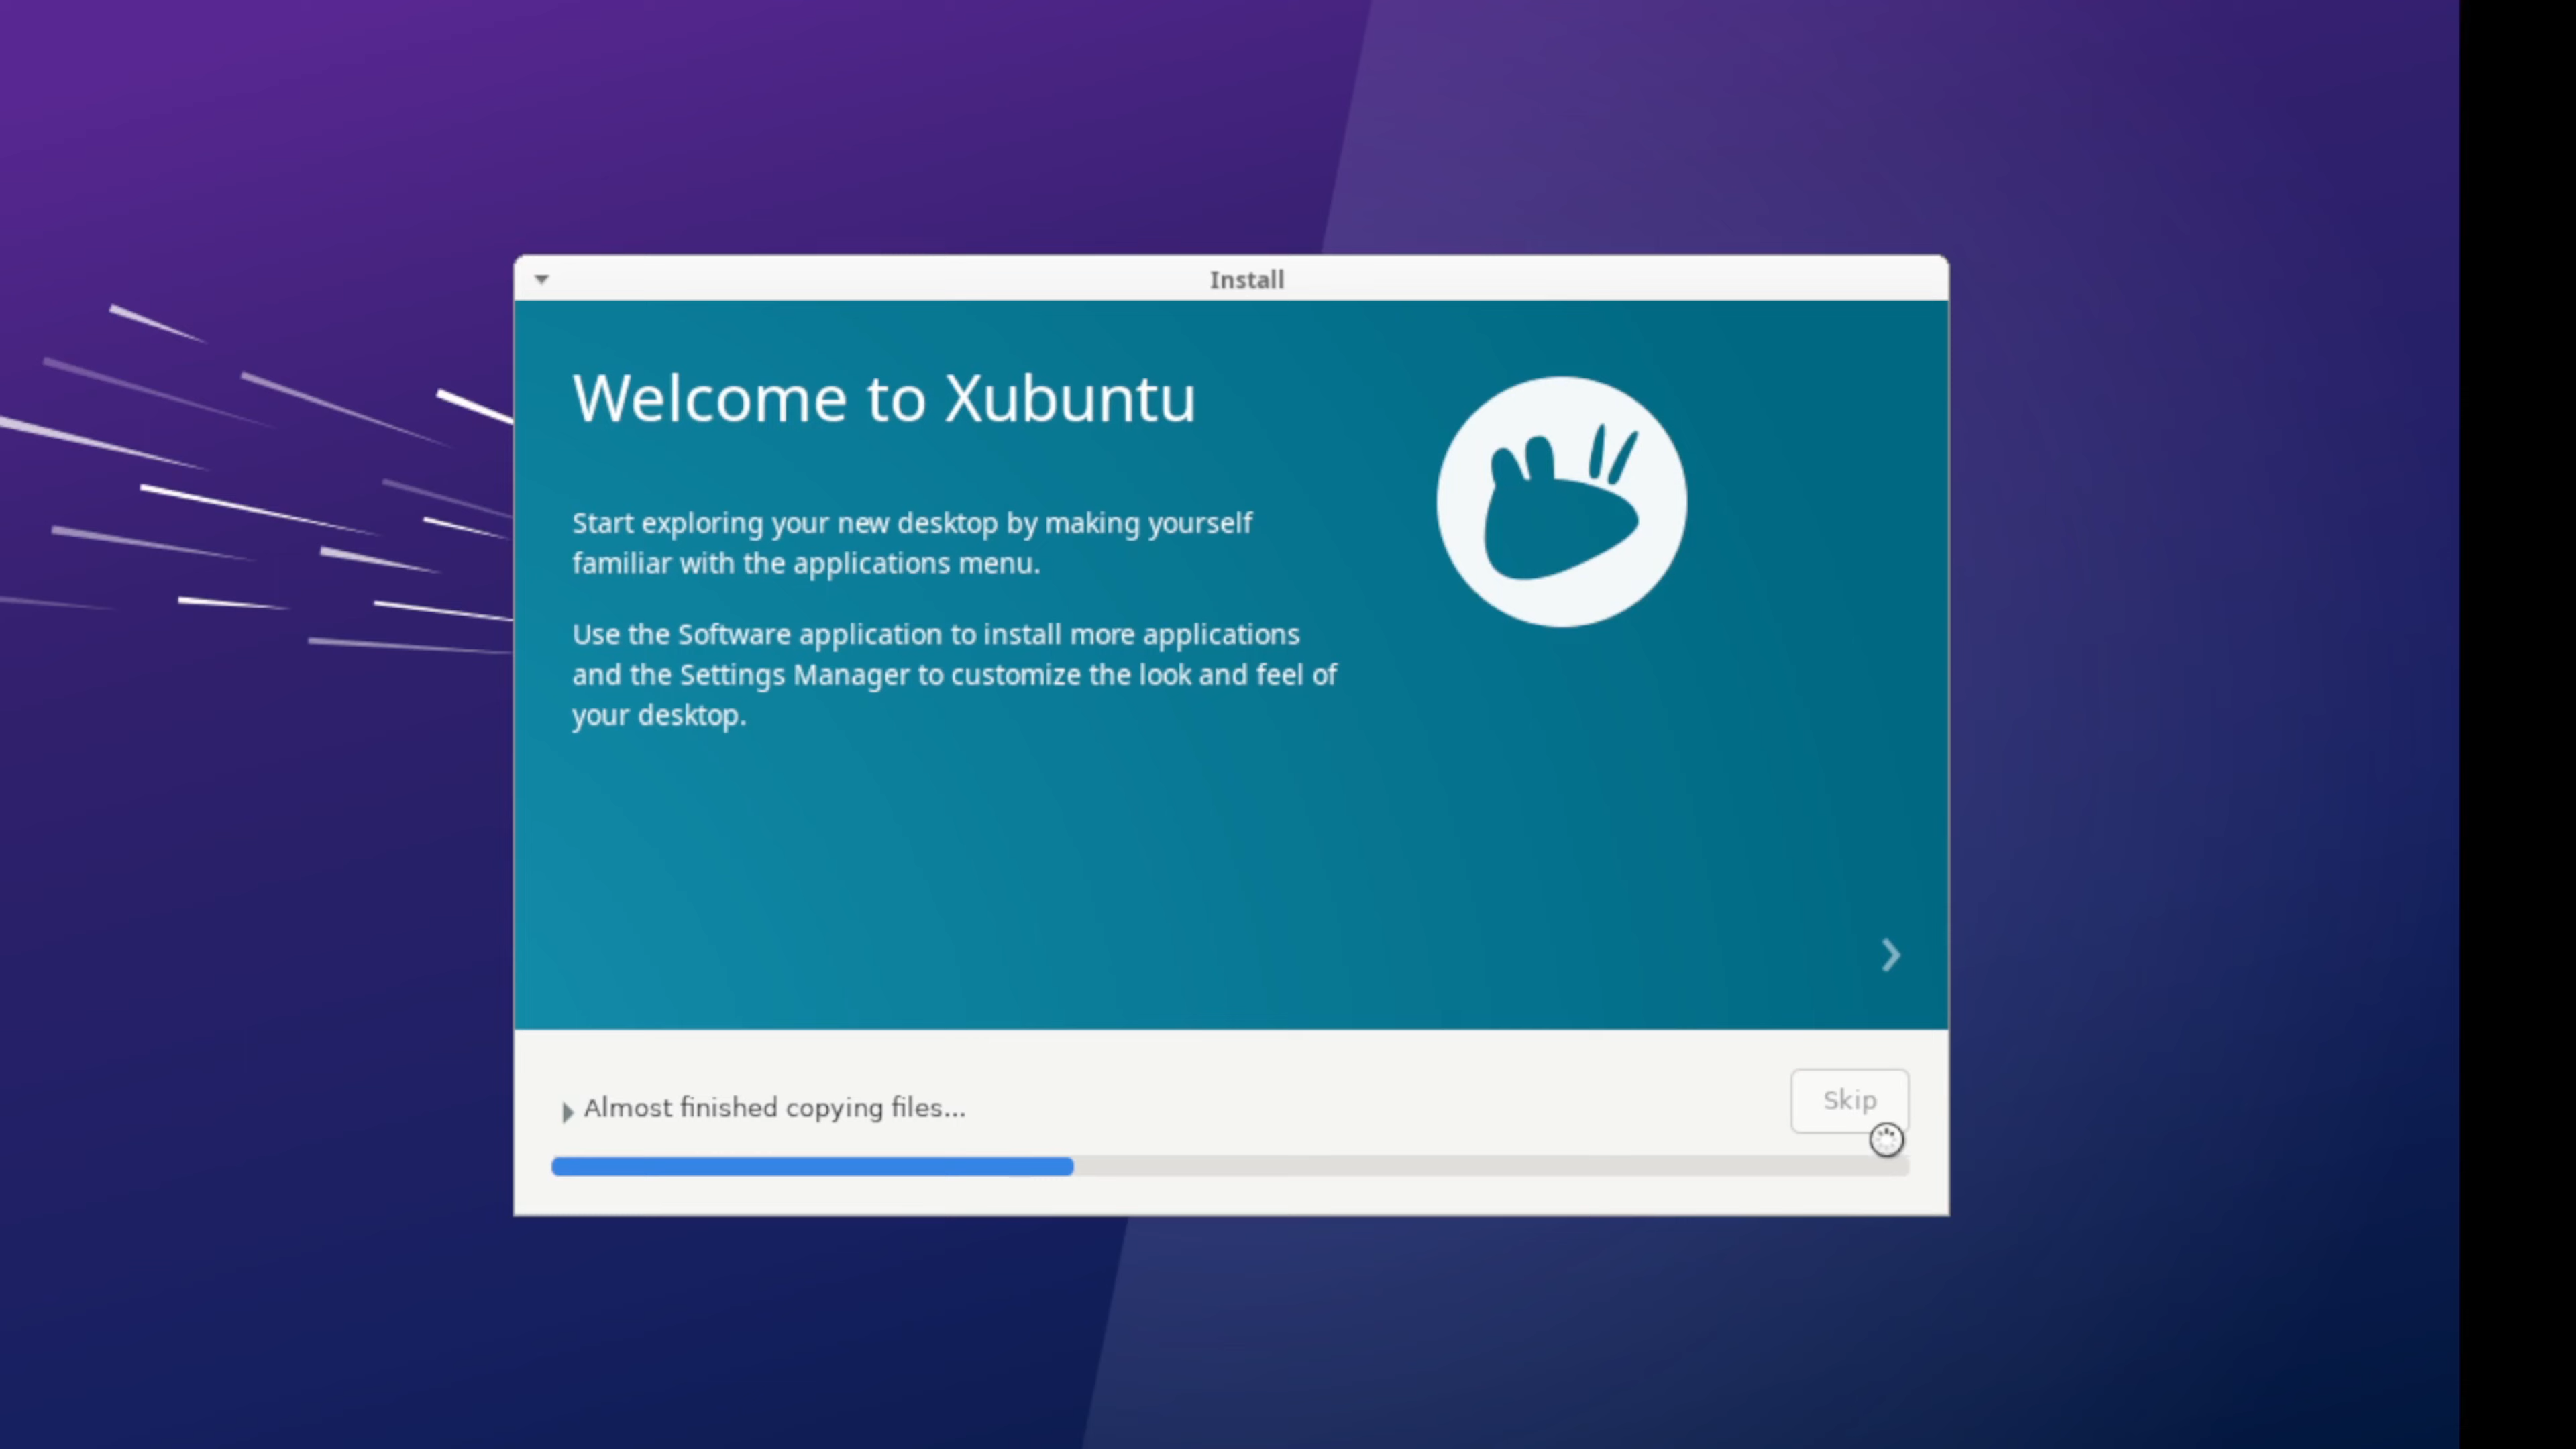 Install
Welcome to Xubuntu
Start exploring your new desktop by making yourself
familiar with the applications menu.
Use the Software application to install more applications
and the Settings Manager to customize the look and feel of
your desktop.
Skip
Almost finished copying files...